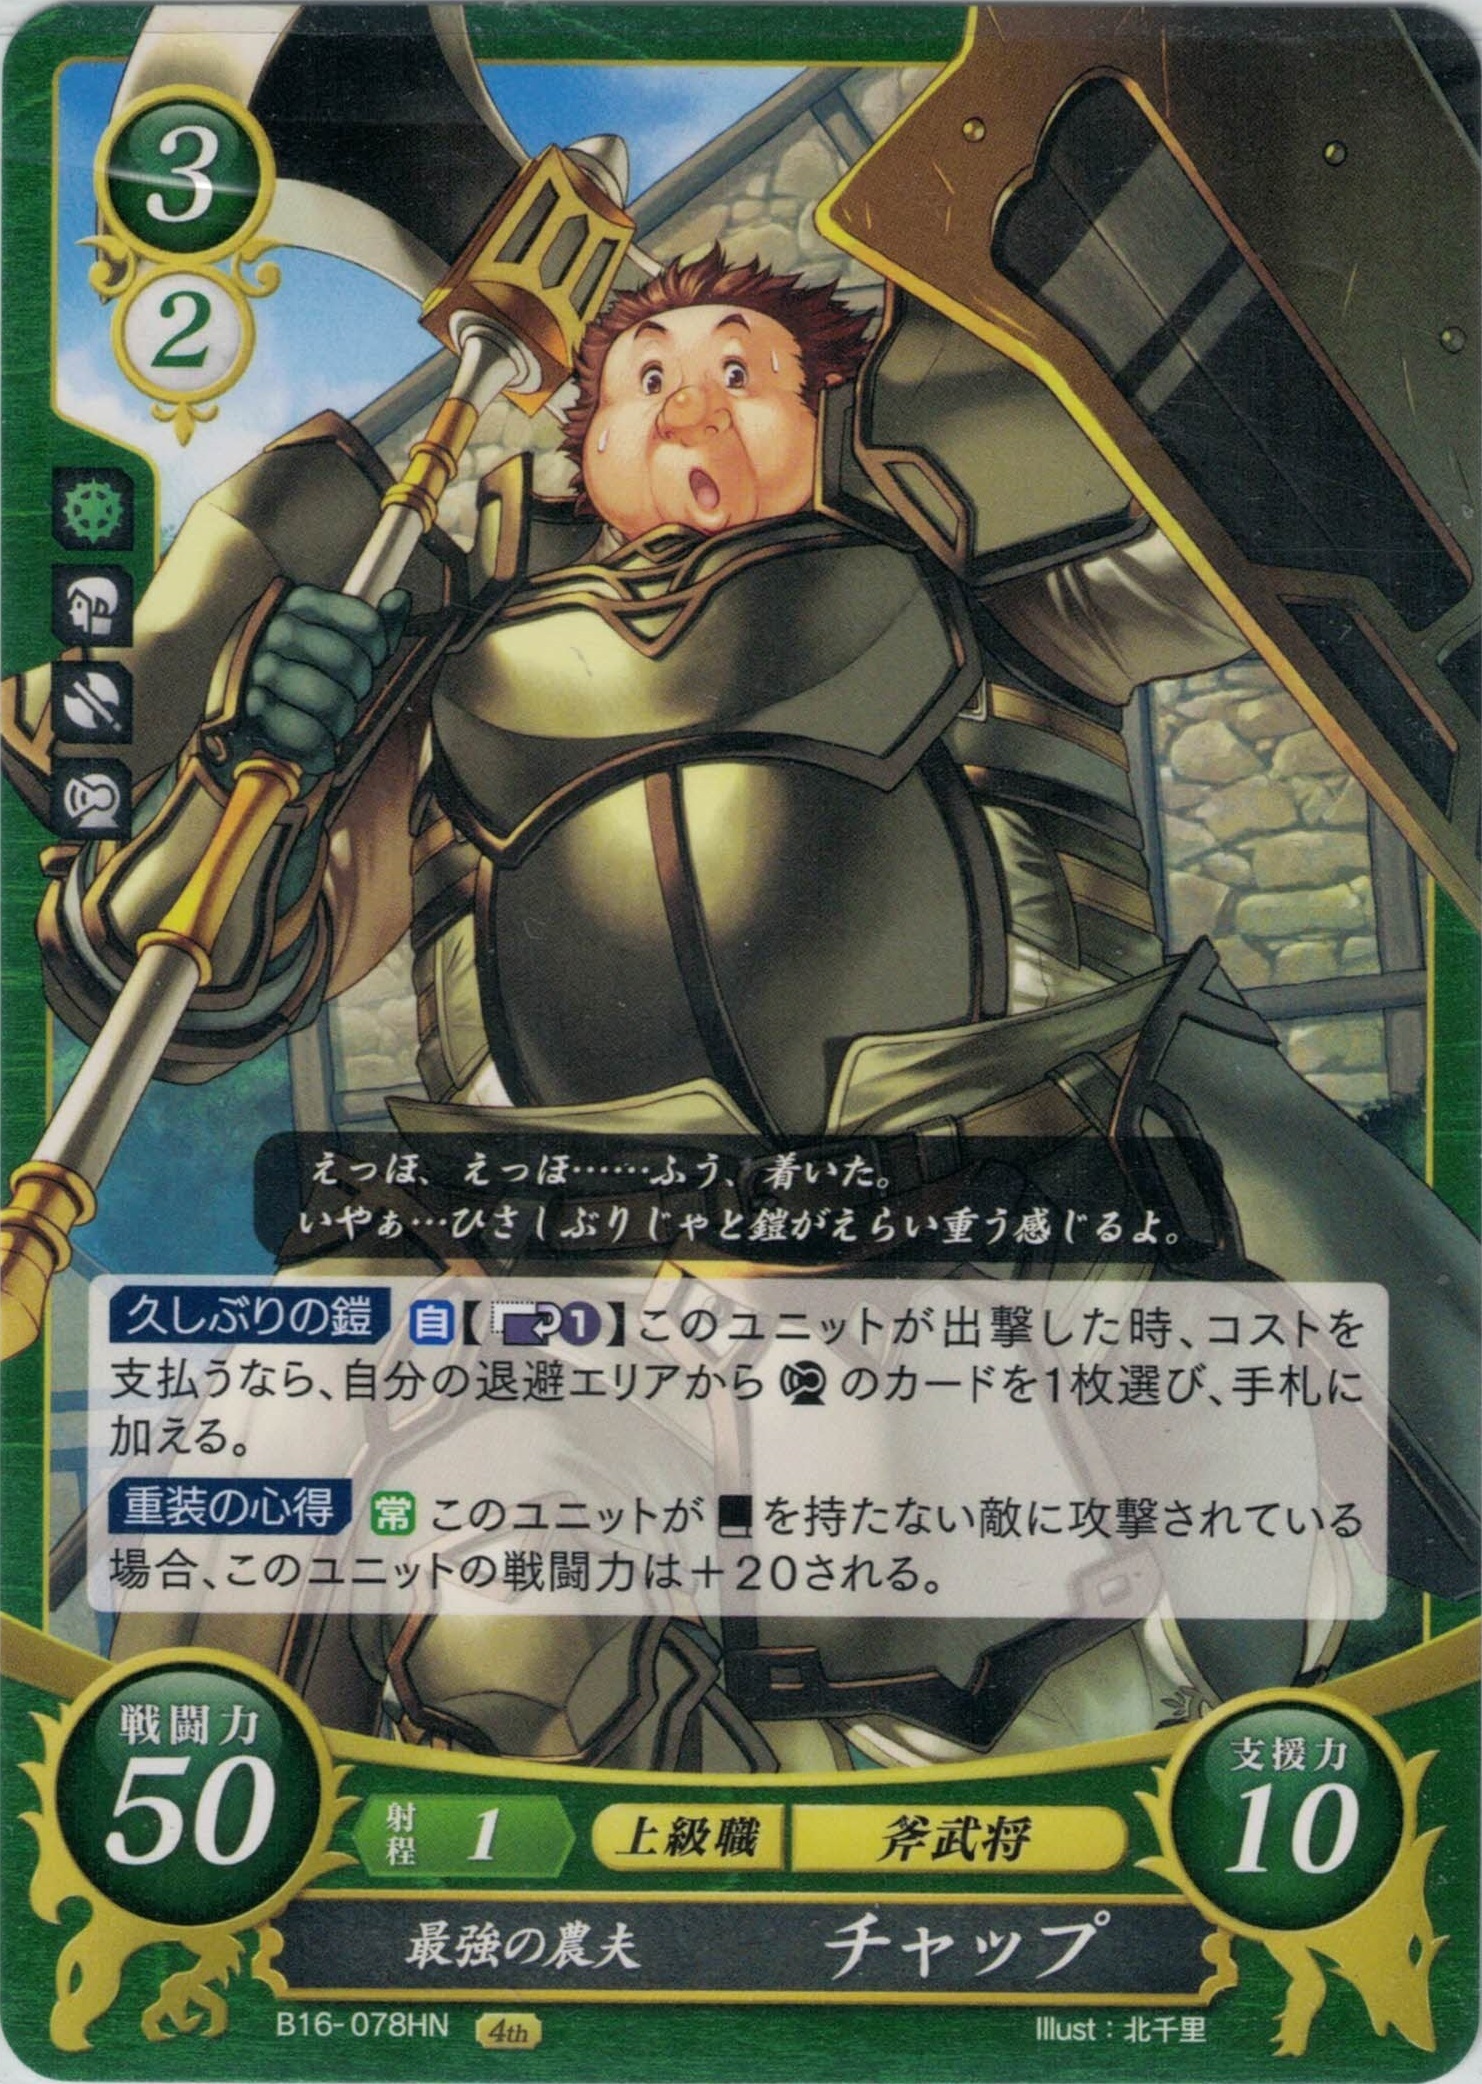 3
2
えっほ、えっほ……ふう、着いた。
いやぁ…ひさしぶりじゃと鎧がえらい重う感じるよ。
久しぶりの鎧 自【1】このユニットが出撃した時、コストを
支払うなら、自分の退避エリアから のカードを1枚選び、手札に
加える。
重装の心得 常 このユニットが を持たない敵に攻撃されている
場合、このユニットの戦闘力は＋20される。
戦闘力
50
射程 1
上級職 斧武将
支援力
10
最強の農夫 チャップ
B16-078HN 4th Illust：北千里